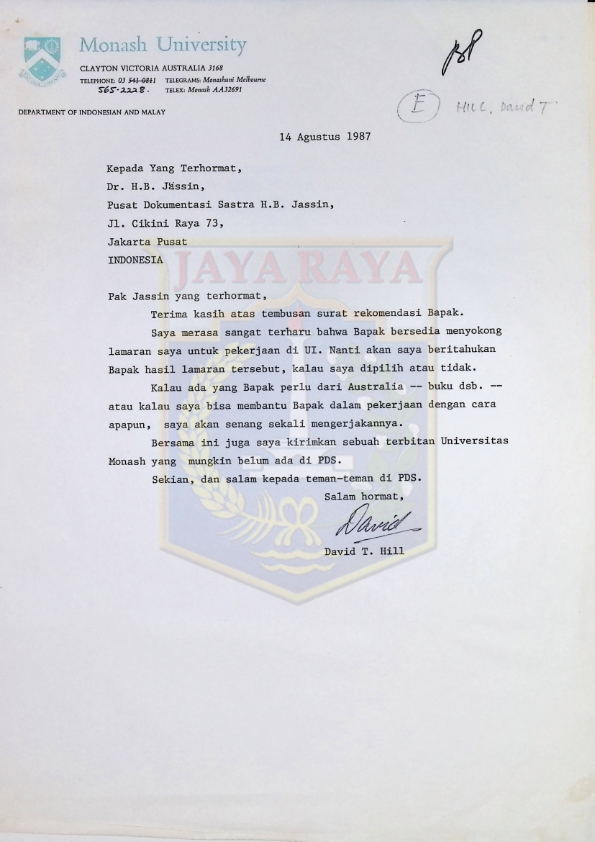 Monash University
CLAYTON VICTORIA AUSTRALIA 3168
TELEPHONE: 03 541-0811 TELEGRAMS: Monashuni Melbourne
565-2228. TELEX: Monash AA32691
DEPARTMENT OF INDONESIAN AND MALAY
BP
E HILL, David T
14 Agustus 1987
Kepada Yang Terhormat,
Dr. H.B. Jassin,
Pusat Dokumentasi Sastra H.B. Jassin,
Jl. Cikini Raya 73,
Jakarta Pusat
INDONESIA
JAYA RAYA
Pak Jassin yang terhormat,
Terima kasih atas tembusan surat rekomendasi Bapak.
Saya merasa sangat terharu bahwa Bapak bersedia menyokong
lamaran saya untuk pekerjaan di UI. Nanti akan saya beritahukan
Bapak hasil lamaran tersebut, kalau saya dipilih atau tidak.
Kalau ada yang Bapak perlu dari Australia -- buku dsb. --
atau kalau saya bisa membantu Bapak dalam pekerjaan dengan cara
apapun, saya akan senang sekali mengerjakannya.
Bersama ini juga saya kirimkan sebuah terbitan Universitas
Monash yang mungkin belum ada di PDS.
Sekian, dan salam kepada teman-teman di PDS.
Salam hormat,
David
David T. Hill